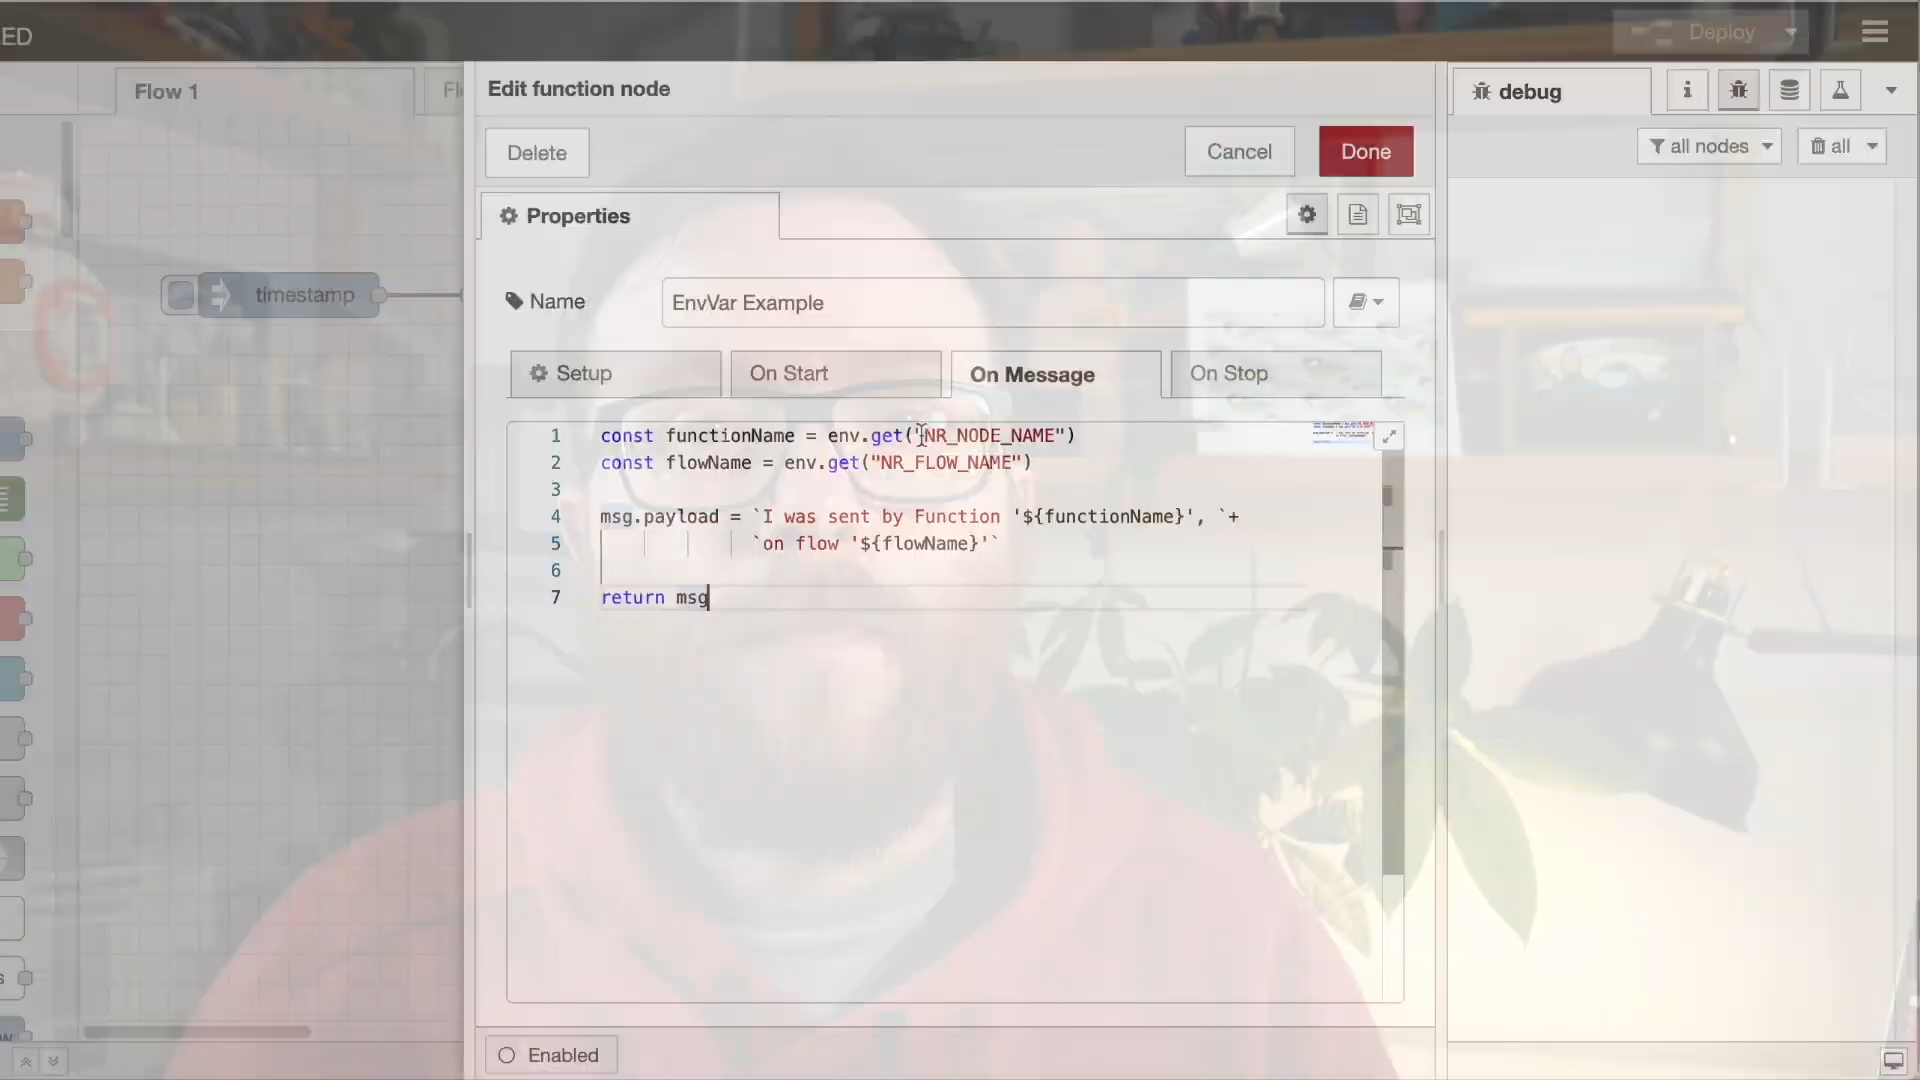 ED
Deploy
Flow 1
Fl
Edit function node
debug
Delete
Cancel
Done
all nodes
all
Properties
timestamp
Name
EnvVar Example
Setup
On Start
On Message
On Stop
1 const functionName = env.get("NR_NODE_NAME")
2 const flowName = env.get("NR_FLOW_NAME")
3
4 msg.payload = `I was sent by Function '${functionName}', `+
5 `on flow '${flowName}'`
6
7 return msg
s
w
Enabled